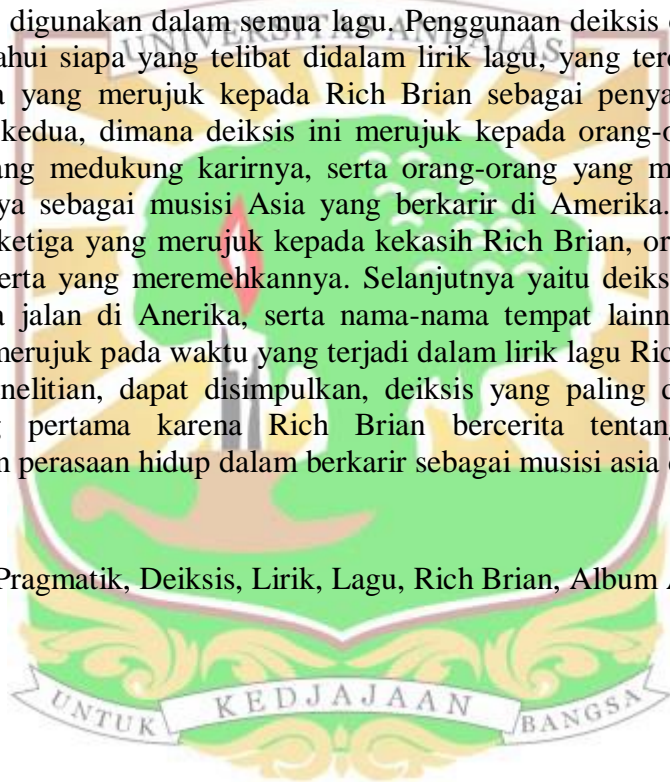 digunakan dalam semua lagu. Penggunaan deiksis
ahui siapa yang telibat didalam lirik lagu, yang ter
yang merujuk kepada Rich Brian sebagai penya
kedua, dimana deiksis ini merujuk kepada orang-o
ang medukung karirnya, serta orang-orang yang m
ya sebagai musisi Asia yang berkarir di Amerika.
ketiga yang merujuk kepada kekasih Rich Brian, or
erta yang meremehkannya. Selanjutnya yaitu deiks
jalan di Anerika, serta nama-nama tempat lainn
merujuk pada waktu yang terjadi dalam lirik lagu Ric
nelitian, dapat disimpulkan, deiksis yang paling d
pertama karena Rich Brian bercerita tentan
n perasaan hidup dalam berkarir sebagai musisi asia
Pragmatik, Deiksis, Lirik, Lagu, Rich Brian, Album A
UNIVERSITAS ANDALAS
UNTUK KEDJAJAAN BANGSA